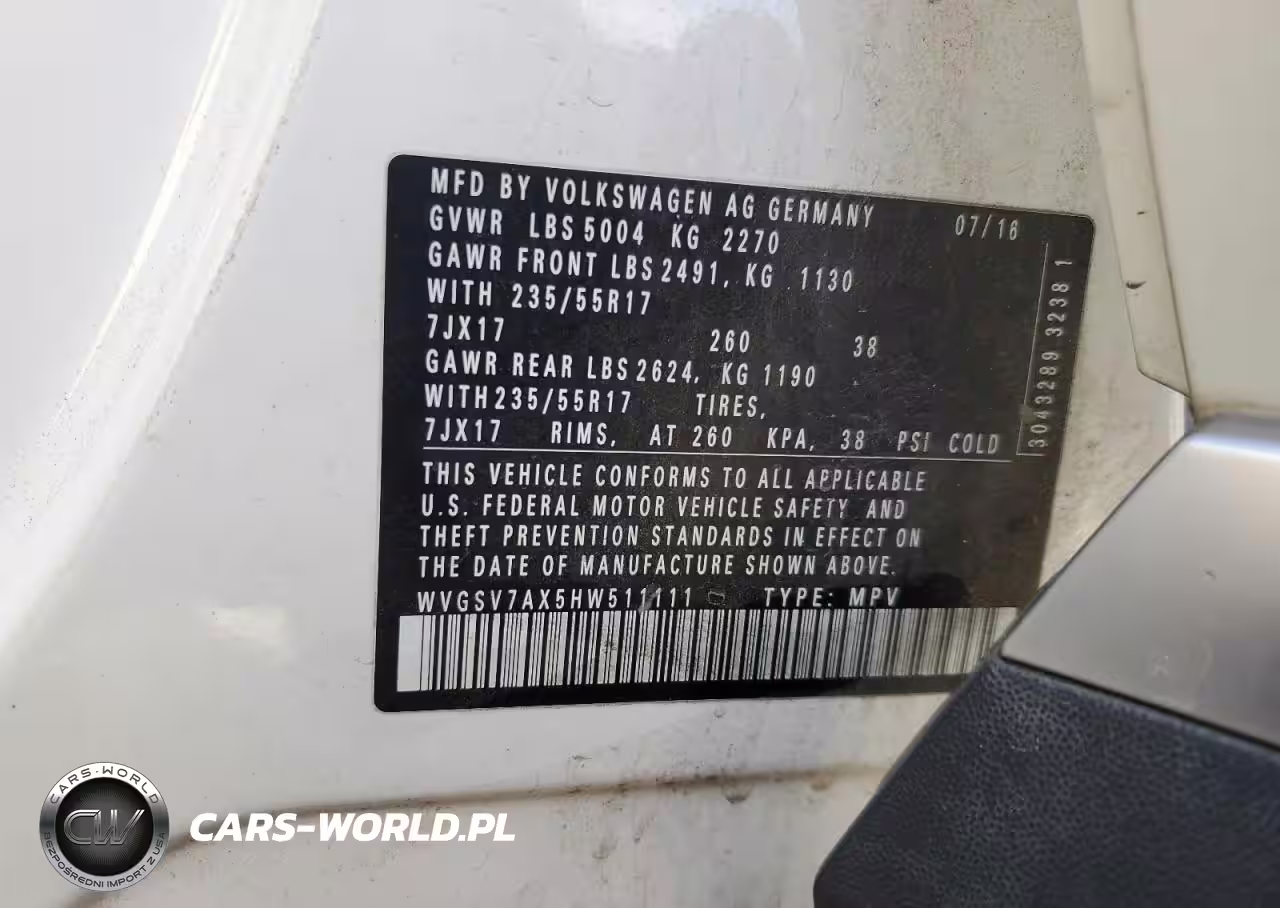 MFD BY VOLKSWAGEN AG GERMANY 07/16
GVWR LBS 5004 KG 2270
GAWR FRONT LBS 2491, KG 1130
WITH 235/55R17
7JX17 260 38
GAWR REAR LBS 2624, KG 1190
WITH 235/55R17 TIRES,
7JX17 RIMS, AT 260 KPA, 38 PSI COLD
3043289 3238 1
THIS VEHICLE CONFORMS TO ALL APPLICABLE
U.S. FEDERAL MOTOR VEHICLE SAFETY AND
THEFT PREVENTION STANDARDS IN EFFECT ON
THE DATE OF MANUFACTURE SHOWN ABOVE.
WVGSV7AX5HW511111 TYPE: MPV
CARS-WORLD
CW
BEZPOŚREDNI IMPORT Z USA
CARS-WORLD.PL